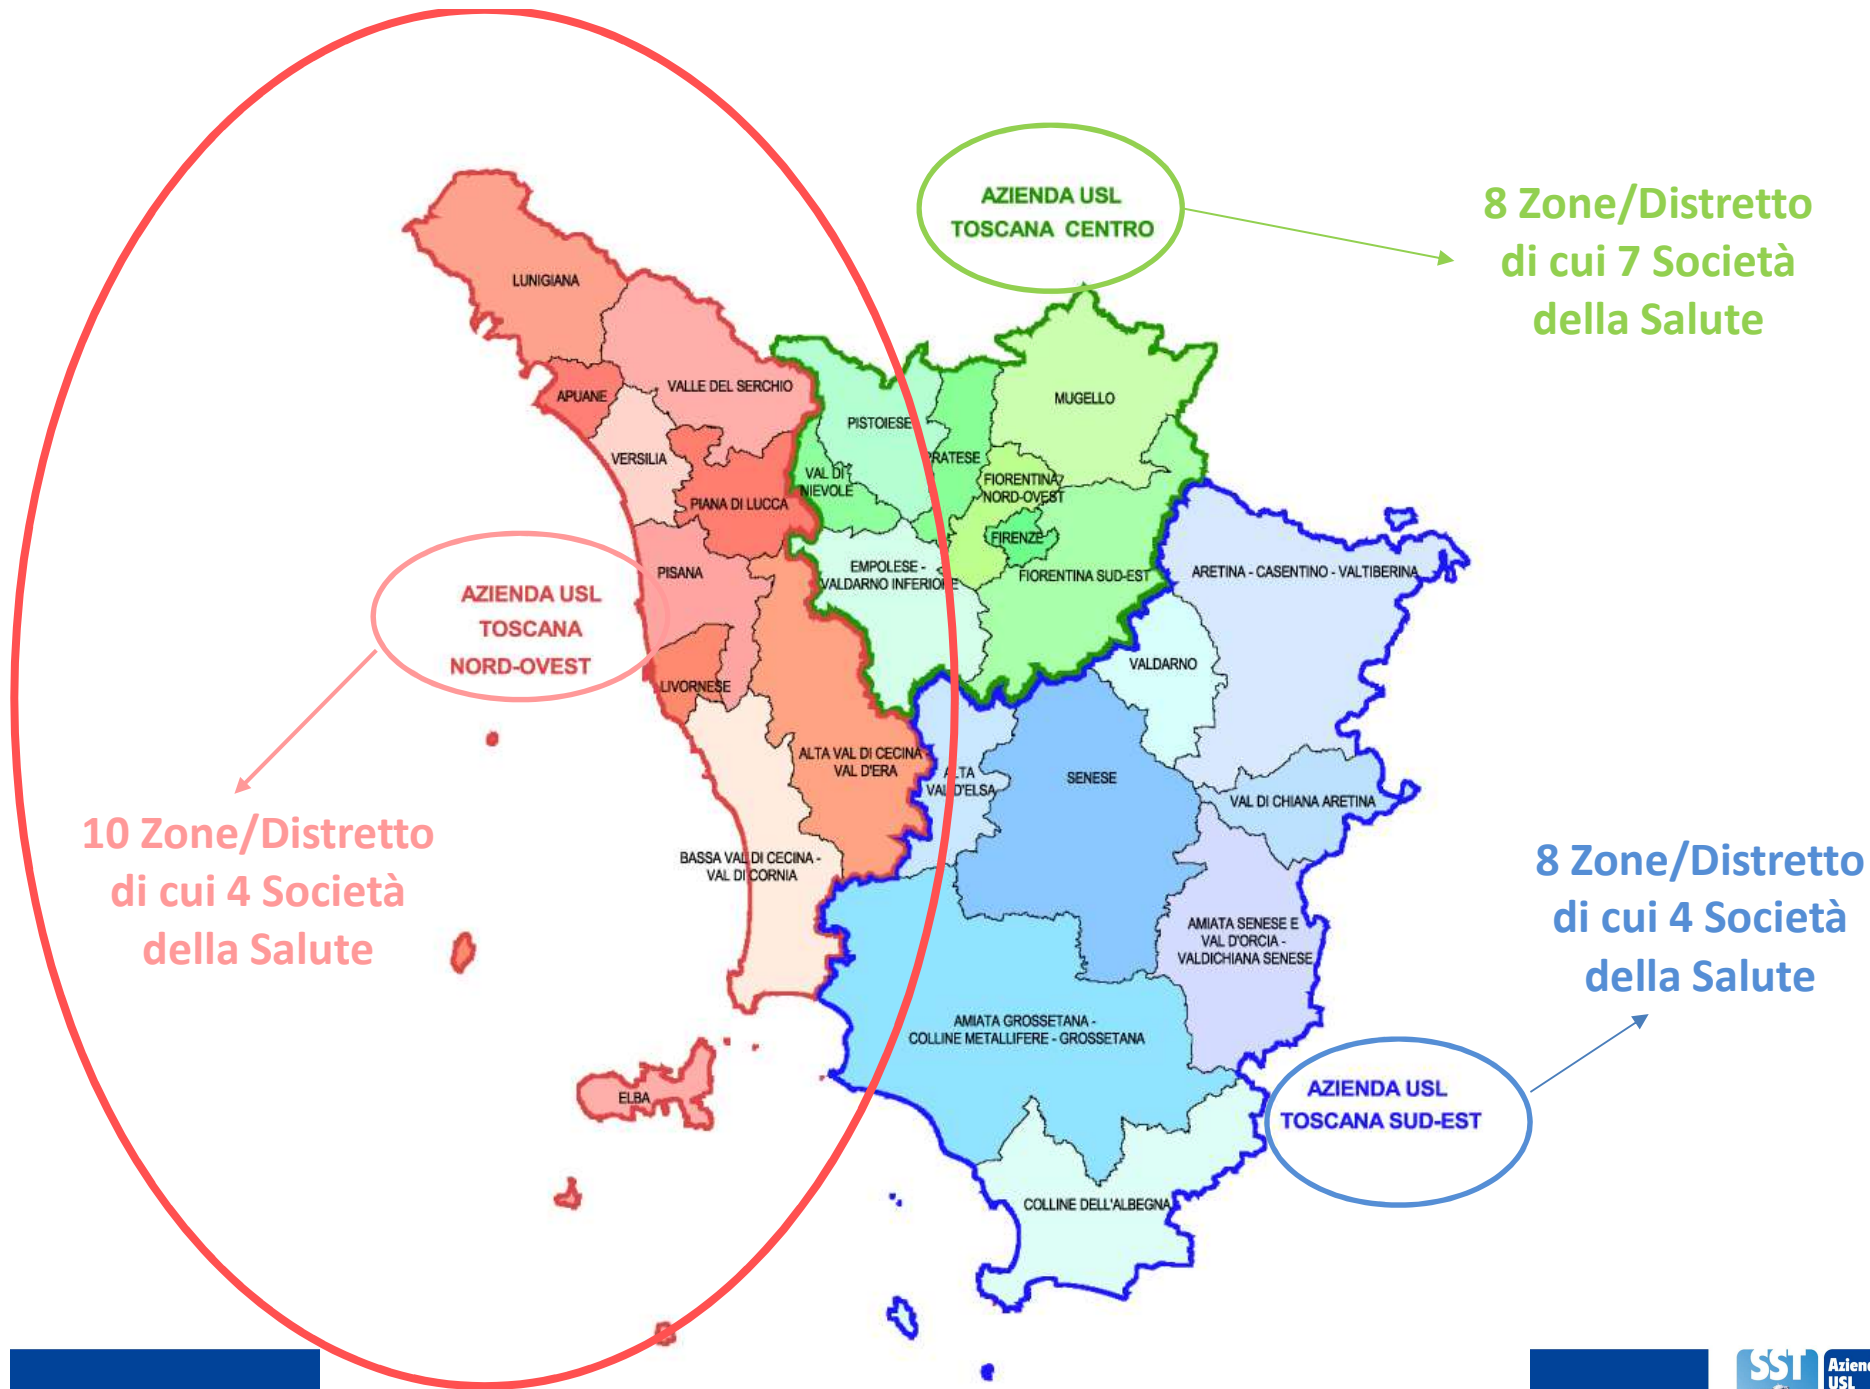 AZIENDA USL
TOSCANA CENTRO
8 Zone/Distretto
di cui 7 Società
della Salute
LUNIGIANA
VALLE DEL SERCHIO
APUANE
VERSILIA
PIANA DI LUCCA
PISANA
LIVORNESE
ALTA VAL DI CECINA -
VAL D'ERA
BASSA VAL DI CECINA -
VAL DI CORNIA
ELBA
PISTOIESE
VAL DI
NIEVOLE
PRATESE
MUGELLO
FIORENTINA
NORD-OVEST
FIRENZE
FIORENTINA SUD-EST
EMPOLESE -
VALDARNO INFERIORE
ARETINA - CASENTINO - VALTIBERINA
VALDARNO
VAL DI CHIANA ARETINA
SENESE
ALTA
VAL D'ELSA
AMIATA SENESE E
VAL D'ORCIA -
VALDICHIANA SENESE
AMIATA GROSSETANA -
COLLINE METALLIFERE - GROSSETANA
COLLINE DELL'ALBEGNA
AZIENDA USL
TOSCANA
NORD-OVEST
10 Zone/Distretto
di cui 4 Società
della Salute
8 Zone/Distretto
di cui 4 Società
della Salute
AZIENDA USL
TOSCANA SUD-EST
SST
USL